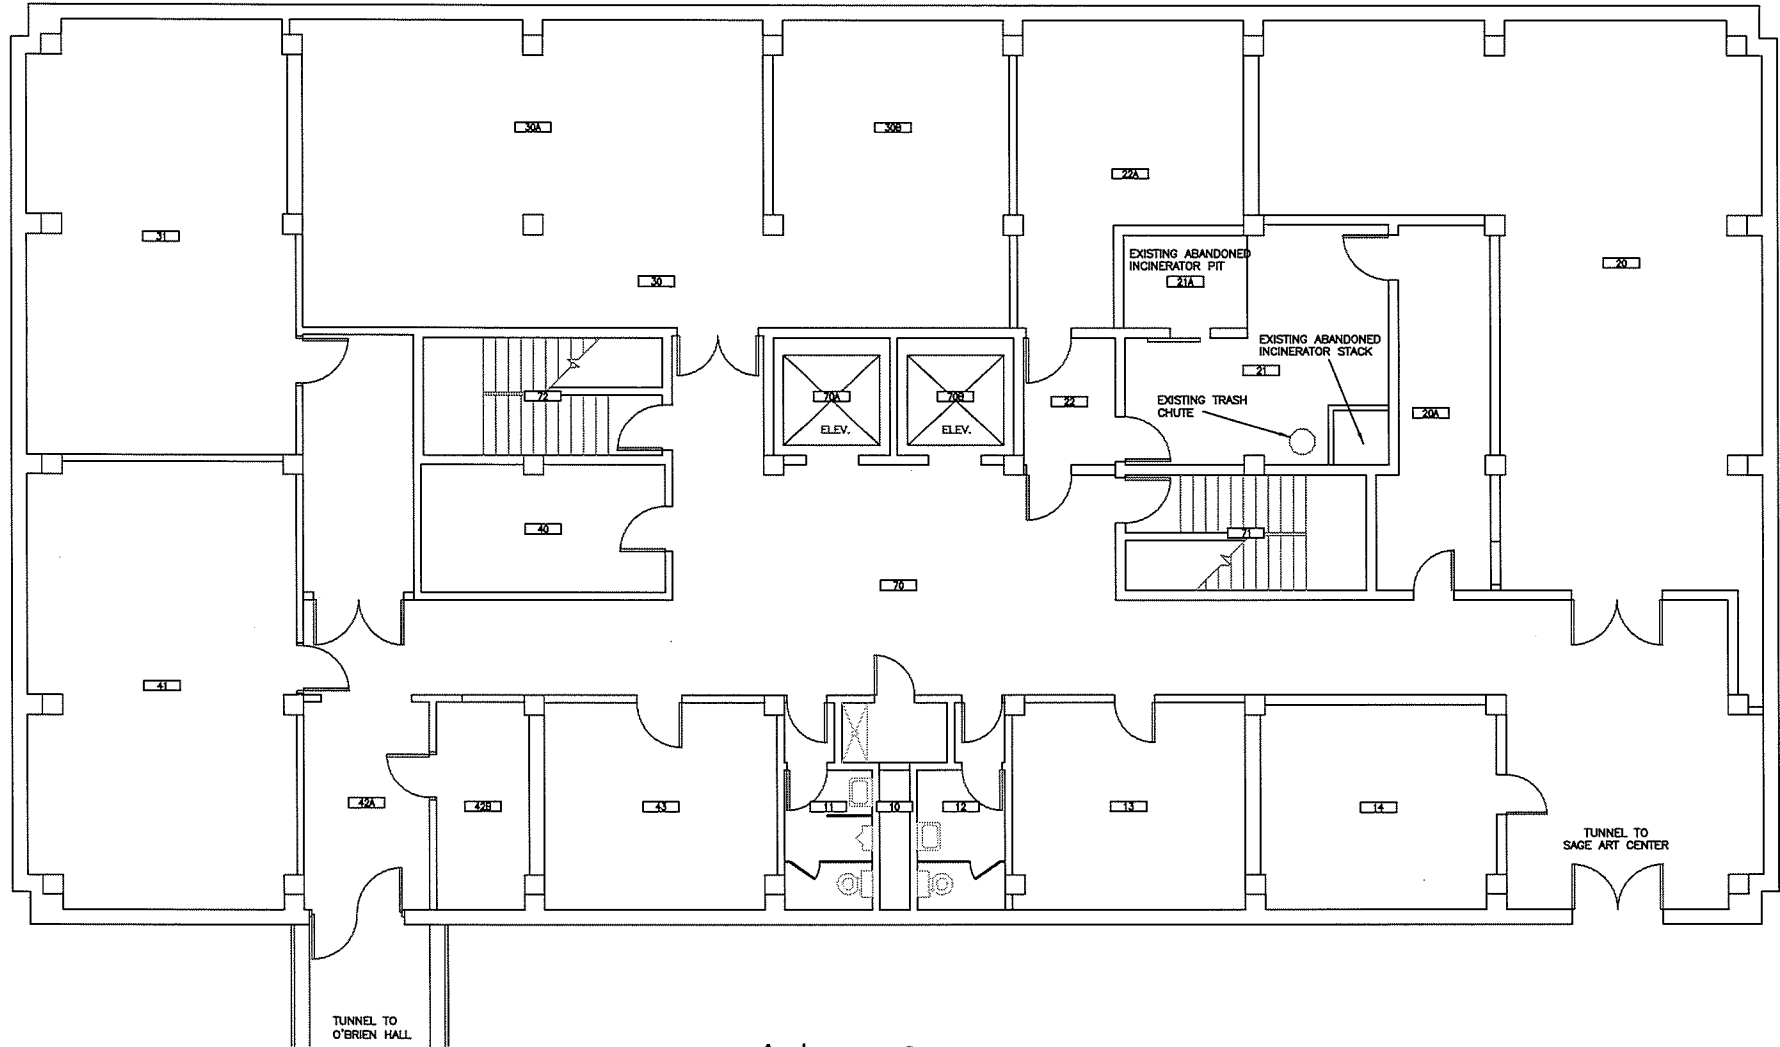 30A
30B
22A
31
EXISTING ABANDONED
INCINERATOR PIT
21A
20
30
EXISTING ABANDONED
INCINERATOR STACK
21
72
70A
ELEV.
70B
ELEV.
22
EXISTING TRASH
CHUTE
20A
40
71
70
41
42A
42B
43
11
10
12
13
14
TUNNEL TO
SAGE ART CENTER
TUNNEL TO
O'BRIEN HALL